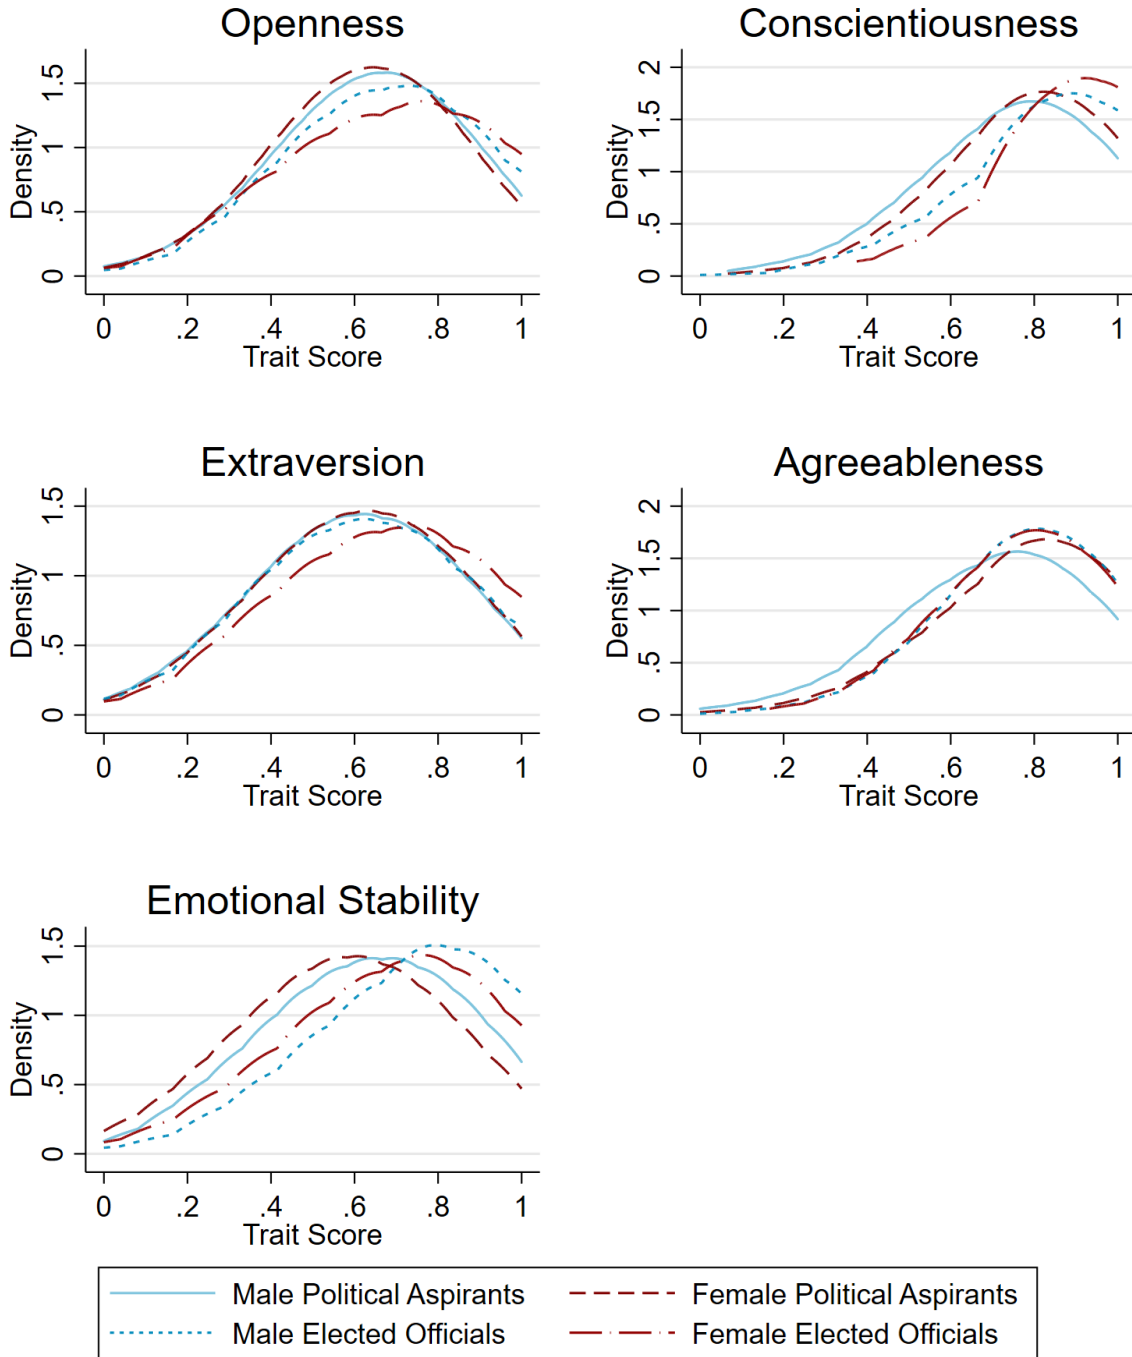 Openness
Density
0 .5 1 1.5
0 .2 .4 .6 .8 1
Trait Score
Conscientiousness
Density
0 .5 1 1.5 2
0 .2 .4 .6 .8 1
Trait Score
Extraversion
Density
0 .5 1 1.5
0 .2 .4 .6 .8 1
Trait Score
Agreeableness
Density
0 .5 1 1.5 2
0 .2 .4 .6 .8 1
Trait Score
Emotional Stability
Density
0 .5 1 1.5
0 .2 .4 .6 .8 1
Trait Score
Male Political Aspirants
Female Political Aspirants
Male Elected Officials
Female Elected Officials